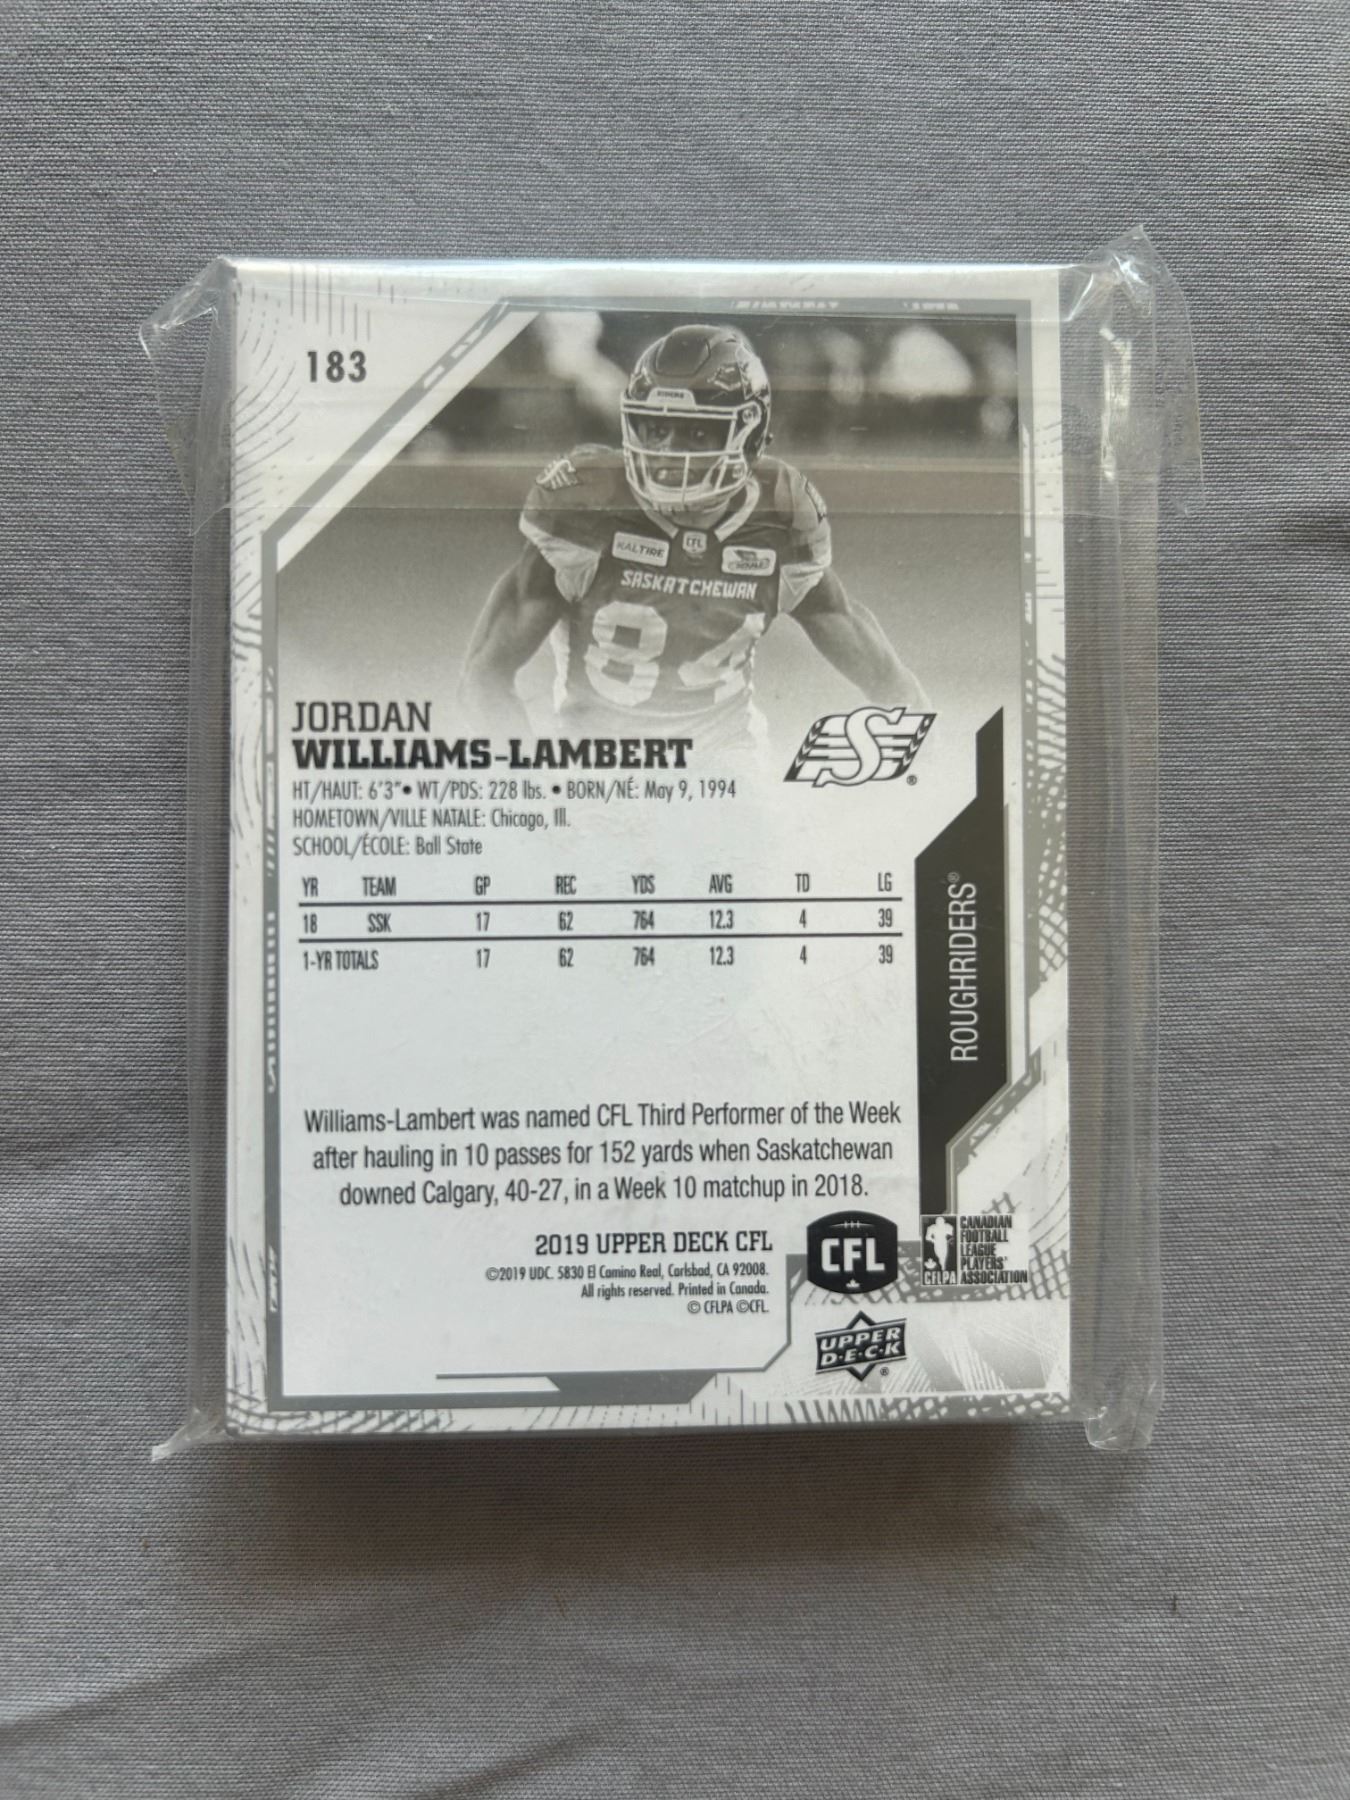 183
RIDERS
KALTIRE
CFL
SASKATCHEWAN
84
JORDAN
WILLIAMS-LAMBERT
S®
HT/HAUT: 6'3"• WT/PDS: 228 lbs. • BORN/NÉ: May 9, 1994
HOMETOWN/VILLE NATALE: Chicago, Ill.
SCHOOL/ÉCOLE: Ball State
YR TEAM GP REC YDS AVG TD LG
18 SSK 17 62 764 12.3 4 39
1-YR TOTALS 17 62 764 12.3 4 39
ROUGHRIDERS®
Williams-Lambert was named CFL Third Performer of the Week
after hauling in 10 passes for 152 yards when Saskatchewan
downed Calgary, 40-27, in a Week 10 matchup in 2018.
2019 UPPER DECK CFL
©2019 UDC. 5830 El Camino Real, Carlsbad, CA 92008.
All rights reserved. Printed in Canada.
© CFLPA ©CFL.
CFL
CFLPA
CANADIAN
FOOTBALL
LEAGUE
PLAYERS'
ASSOCIATION
UPPER
D·E·C·K
®